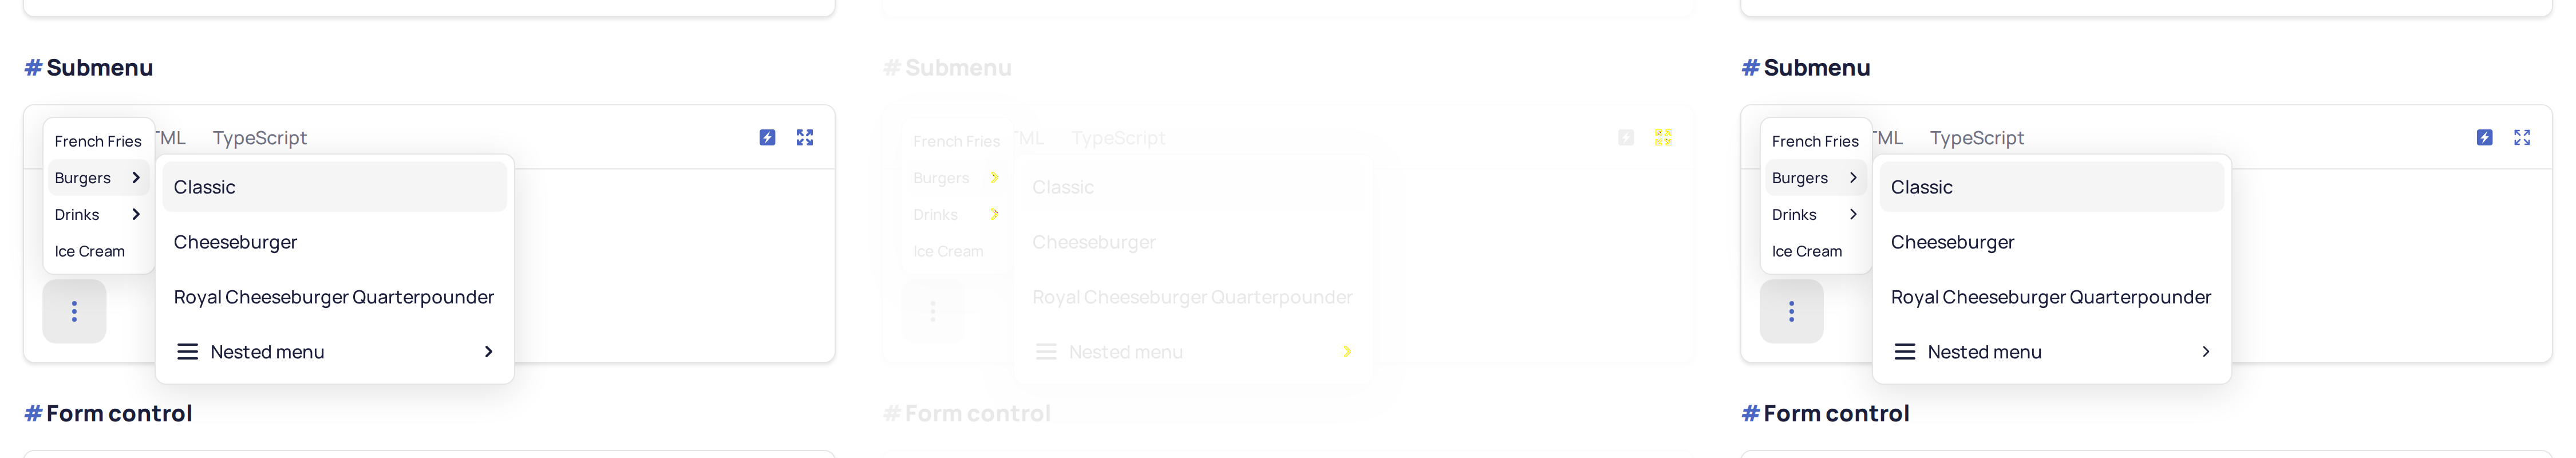 # Submenu
French Fries
TML TypeScript
Burgers
Classic
Drinks
Cheeseburger
Ice Cream
Royal Cheeseburger Quarterpounder
Nested menu
# Form control
# Submenu
French Fries
TML TypeScript
Burgers
Classic
Drinks
Cheeseburger
Ice Cream
Royal Cheeseburger Quarterpounder
Nested menu
# Form control
# Submenu
French Fries
ML TypeScript
Burgers
Classic
Drinks
Cheeseburger
Ice Cream
Royal Cheeseburger Quarterpounder
Nested menu
# Form control